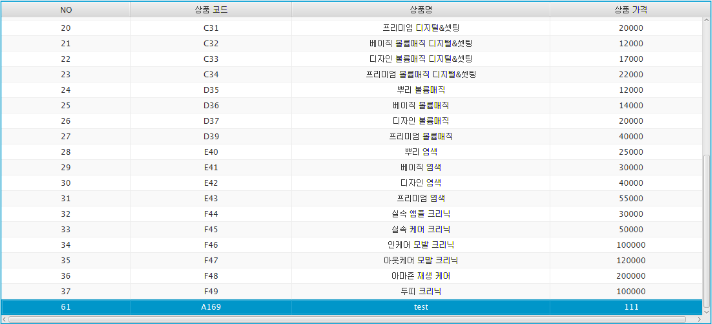 NO 상품 코드 상품명 상품 가격
20 C31 프리미엄 디지털&셋팅 20000
21 C32 베이직 볼륨매직 디지털&셋팅 12000
22 C33 디자인 볼륨매직 디지털&셋팅 17000
23 C34 프리미엄 볼륨매직 디지털&셋팅 22000
24 D35 뿌리 볼륨매직 12000
25 D36 베이직 볼륨매직 14000
26 D37 디자인 볼륨매직 20000
27 D39 프리미엄 볼륨매직 40000
28 E40 뿌리 염색 25000
29 E41 베이직 염색 30000
30 E42 디자인 염색 40000
31 E43 프리미엄 염색 55000
32 F44 실속 앰플 크리닉 30000
33 F45 실속 케어 크리닉 50000
34 F46 인케어 모발 크리닉 100000
35 F47 아웃케어 모발 크리닉 120000
36 F48 아마존 재생 케어 200000
37 F49 두피 크리닉 100000
61 A169 test 111